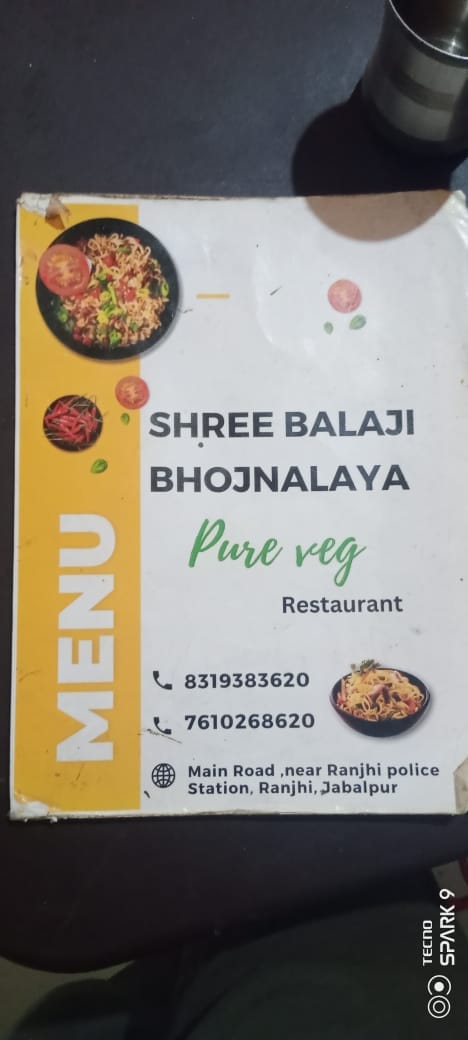 MENU
SHREE BALAJI
BHOJNALAYA
Pure veg
Restaurant
8319383620
7610268620
Main Road ,near Ranjhi police
Station, Ranjhi, Jabalpur
TECNO
SPARK 9